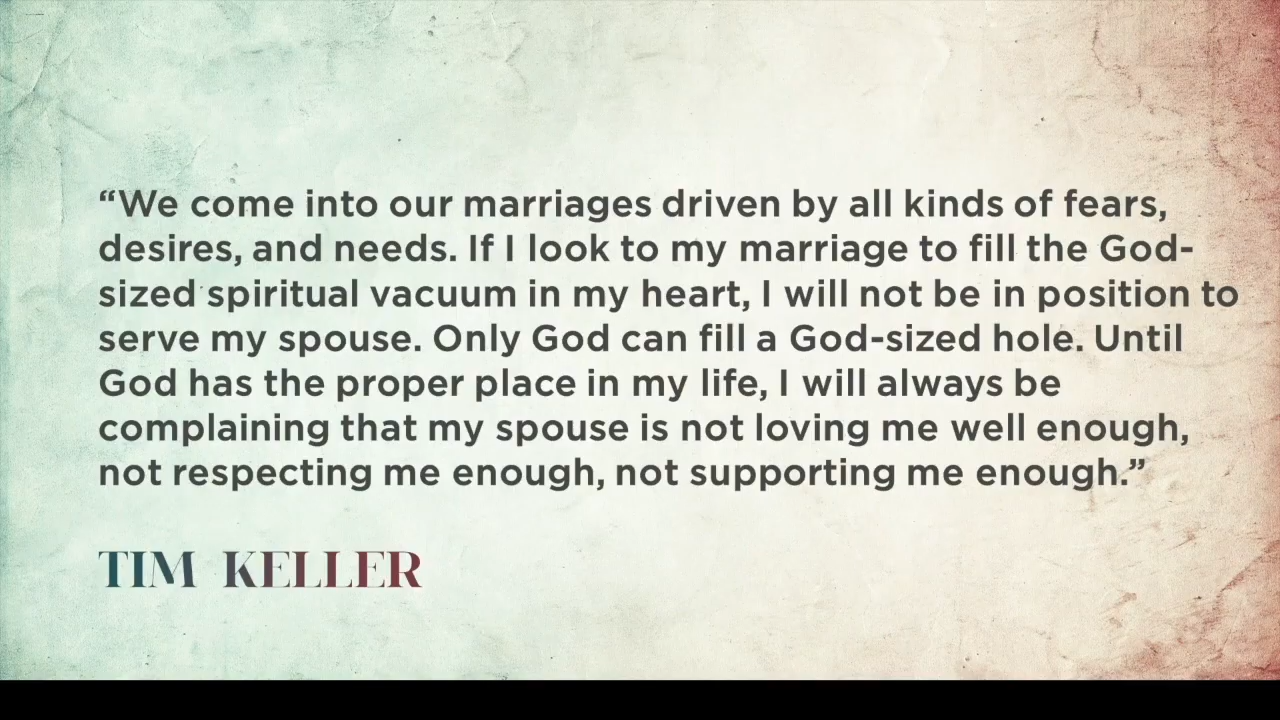 “We come into our marriages driven by all kinds of fears,
desires, and needs. If I look to my marriage to fill the God-
sized spiritual vacuum in my heart, I will not be in position to
serve my spouse. Only God can fill a God-sized hole. Until
God has the proper place in my life, I will always be
complaining that my spouse is not loving me well enough,
not respecting me enough, not supporting me enough.”
TIM KELLER